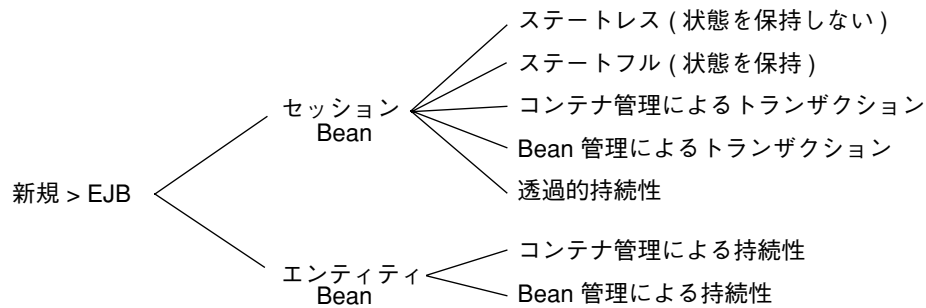 ステートレス ( 状態を保持しない )
ステートフル ( 状態を保持 )
セッション
Bean
コンテナ管理によるトランザクション
Bean 管理によるトランザクション
透過的持続性
新規 > EJB
コンテナ管理による持続性
エンティティ
Bean
Bean 管理による持続性